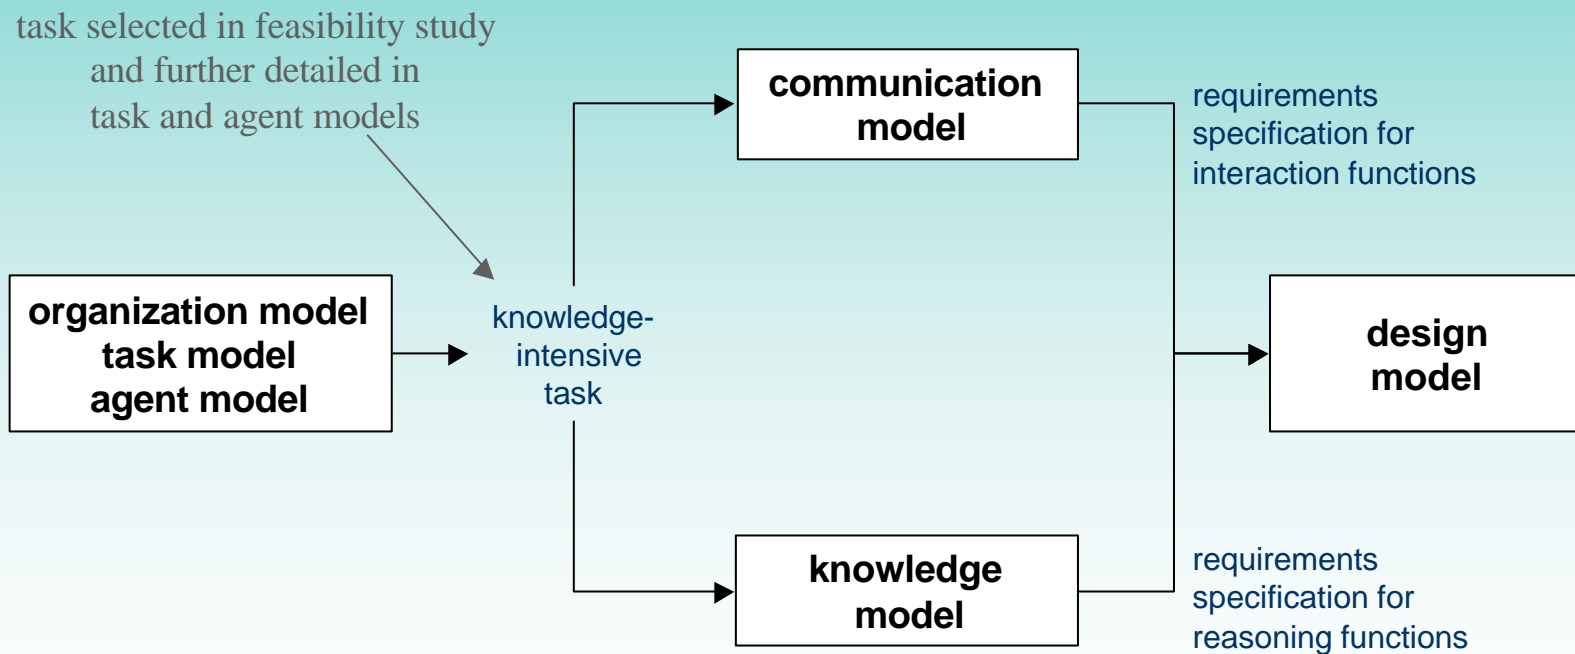 task selected in feasibility study
and further detailed in
task and agent models
communication
model
requirements
specification for
interaction functions
organization model
task model
agent model
knowledge-
intensive
task
design
model
knowledge
model
requirements
specification for
reasoning functions